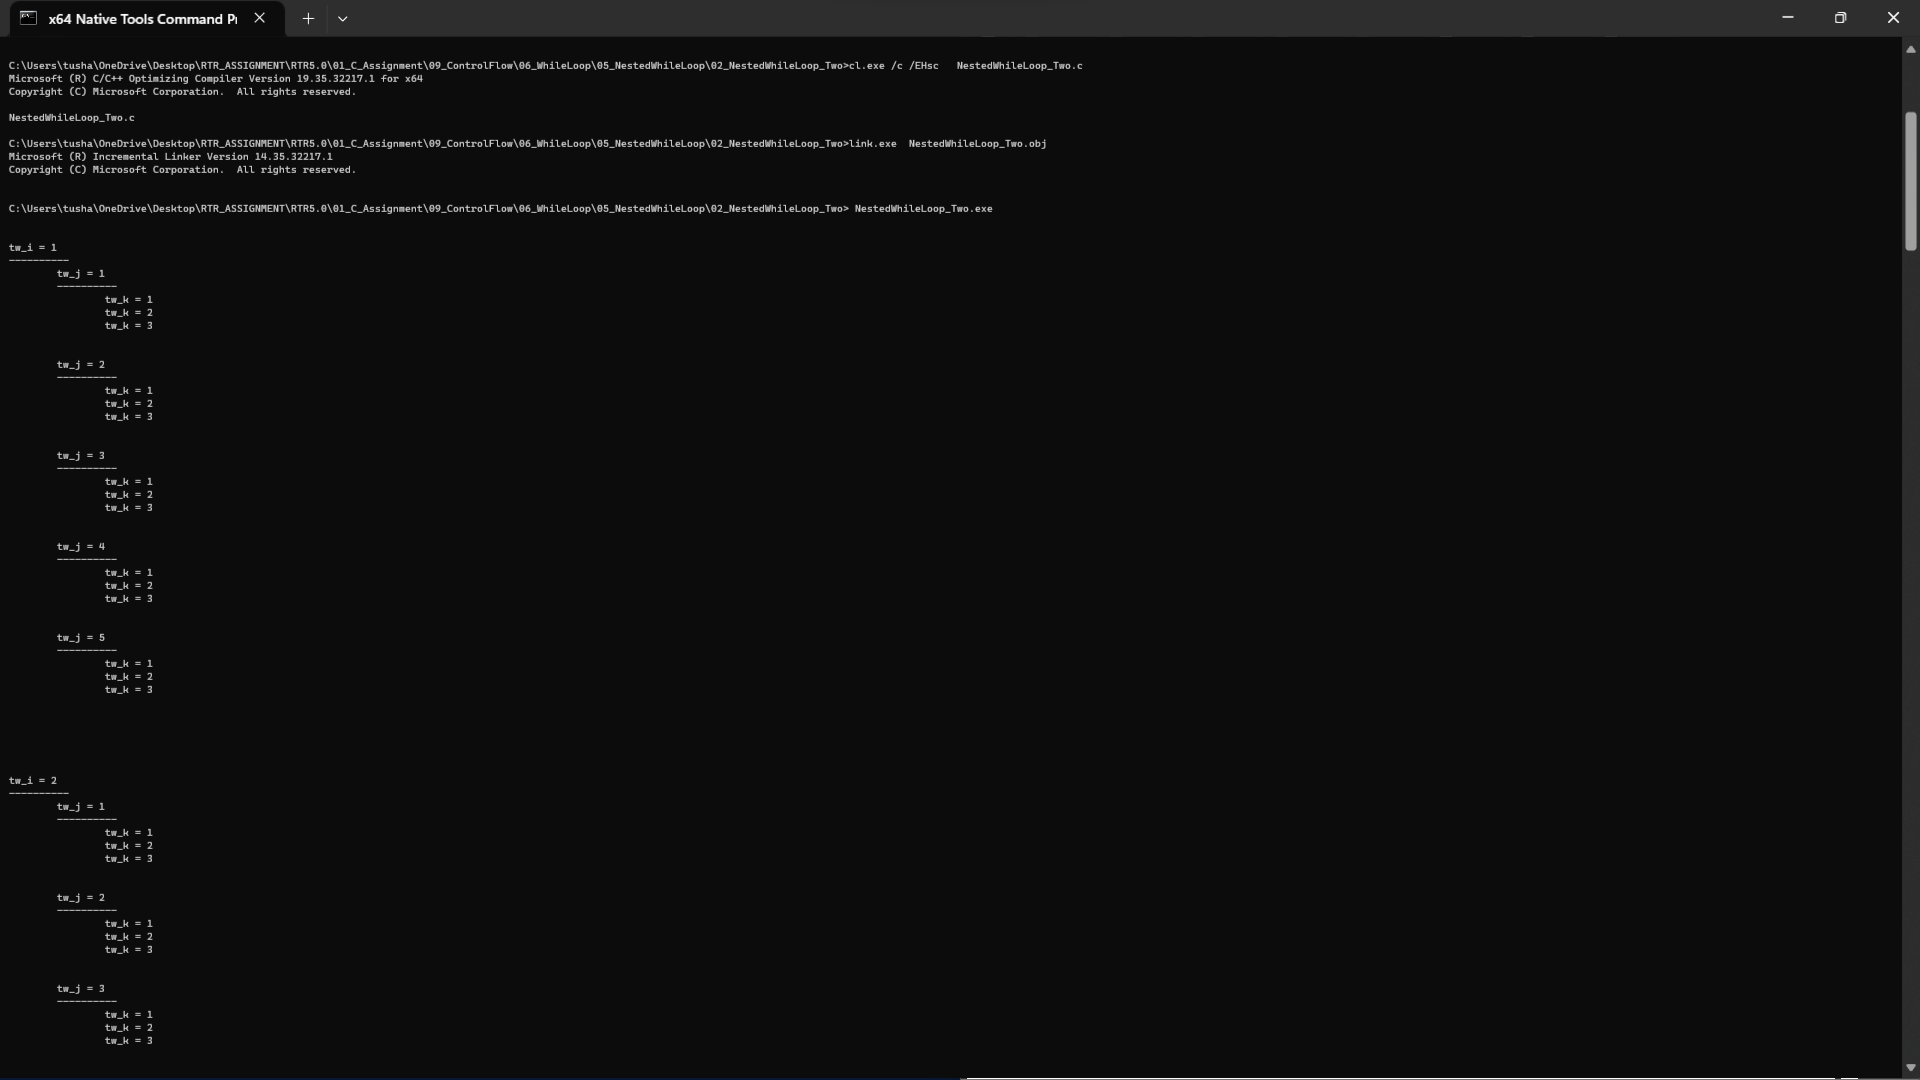 x64 Native Tools Command Pr
C:\Users\tusha\OneDrive\Desktop\RTR_ASSIGNMENT\RTR5.0\01_C_Assignment\09_ControlFlow\06_WhileLoop\05_NestedWhileLoop\02_NestedWhileLoop_Two>cl.exe /c /EHsc   NestedWhileLoop_Two.c
Microsoft (R) C/C++ Optimizing Compiler Version 19.35.32217.1 for x64
Copyright (C) Microsoft Corporation.  All rights reserved.
NestedWhileLoop_Two.c
C:\Users\tusha\OneDrive\Desktop\RTR_ASSIGNMENT\RTR5.0\01_C_Assignment\09_ControlFlow\06_WhileLoop\05_NestedWhileLoop\02_NestedWhileLoop_Two>link.exe  NestedWhileLoop_Two.obj
Microsoft (R) Incremental Linker Version 14.35.32217.1
Copyright (C) Microsoft Corporation.  All rights reserved.
C:\Users\tusha\OneDrive\Desktop\RTR_ASSIGNMENT\RTR5.0\01_C_Assignment\09_ControlFlow\06_WhileLoop\05_NestedWhileLoop\02_NestedWhileLoop_Two> NestedWhileLoop_Two.exe
tw_i = 1
----------
tw_j = 1
----------
tw_k = 1
tw_k = 2
tw_k = 3
tw_j = 2
----------
tw_k = 1
tw_k = 2
tw_k = 3
tw_j = 3
----------
tw_k = 1
tw_k = 2
tw_k = 3
tw_j = 4
----------
tw_k = 1
tw_k = 2
tw_k = 3
tw_j = 5
----------
tw_k = 1
tw_k = 2
tw_k = 3
tw_i = 2
----------
tw_j = 1
----------
tw_k = 1
tw_k = 2
tw_k = 3
tw_j = 2
----------
tw_k = 1
tw_k = 2
tw_k = 3
tw_j = 3
----------
tw_k = 1
tw_k = 2
tw_k = 3